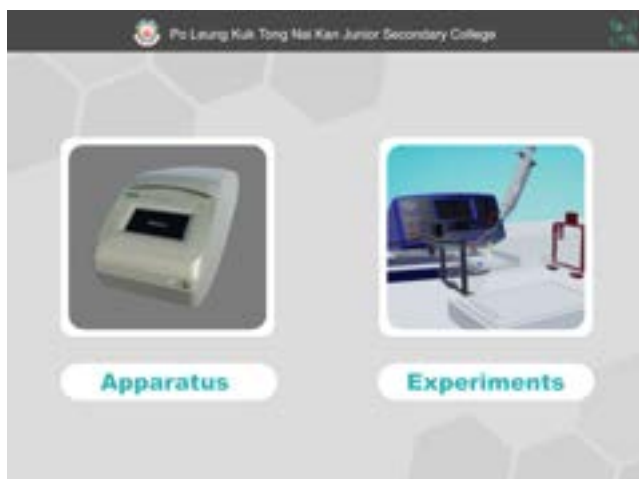 Po Leung Kuk Tong Nai Kan Junior Secondary College
Apparatus
Experiments